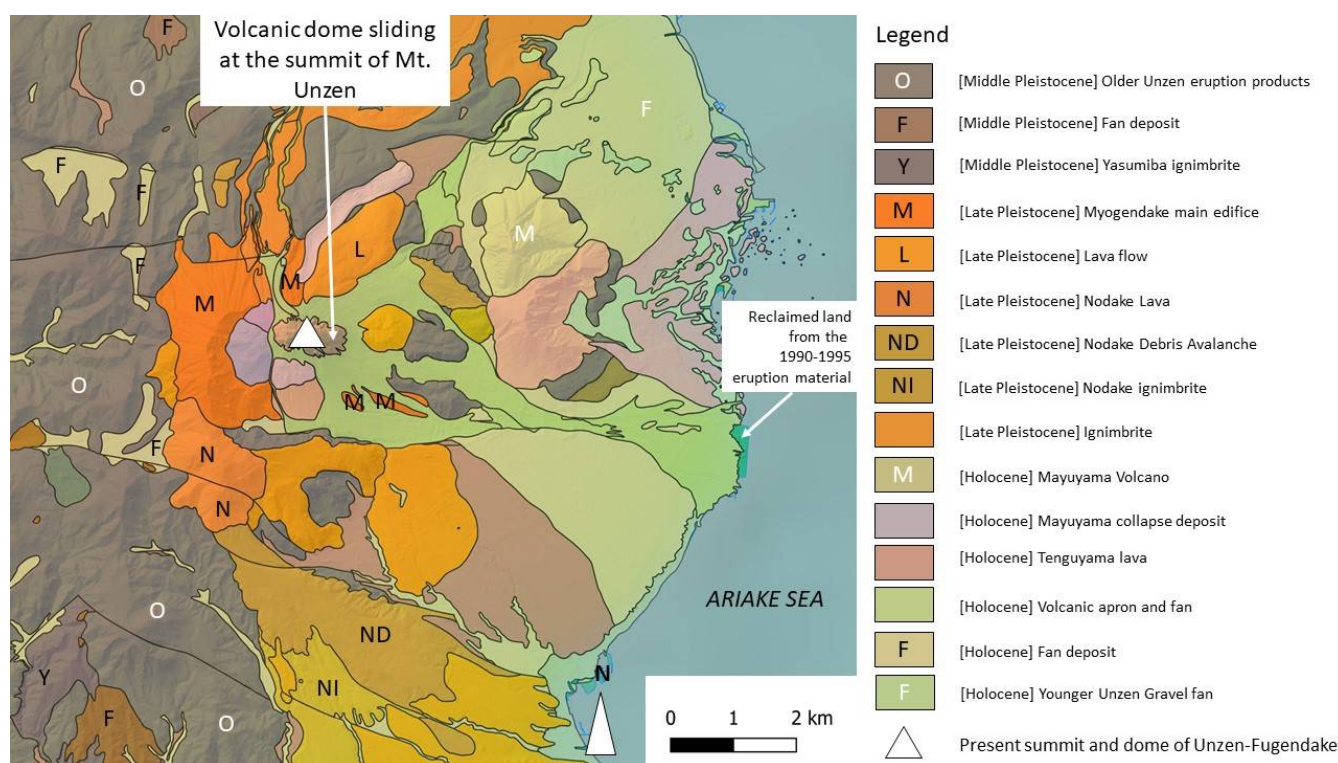 Volcanic dome sliding
at the summit of Mt.
Unzen
F
O
F
F
F
F
M
L
M
M
Reclaimed land
from the
1990-1995
eruption material
O
M
M
F
N
N
O
ND
ARIAKE SEA
Y
NI
F
O
N
0 1 2 km
Legend
O [Middle Pleistocene] Older Unzen eruption products
F [Middle Pleistocene] Fan deposit
Y [Middle Pleistocene] Yasumiba ignimbrite
M [Late Pleistocene] Myogendake main edifice
L [Late Pleistocene] Lava flow
N [Late Pleistocene] Nodake Lava
ND [Late Pleistocene] Nodake Debris Avalanche
NI [Late Pleistocene] Nodake ignimbrite
[Late Pleistocene] Ignimbrite
M [Holocene] Mayuyama Volcano
[Holocene] Mayuyama collapse deposit
[Holocene] Tenguyama lava
[Holocene] Volcanic apron and fan
F [Holocene] Fan deposit
F [Holocene] Younger Unzen Gravel fan
Present summit and dome of Unzen-Fugendake